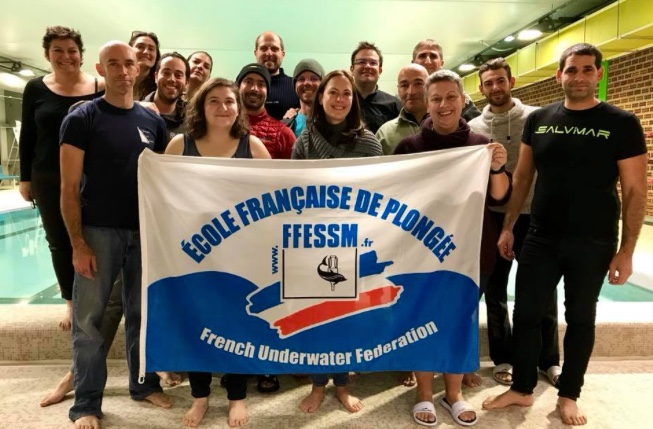 SALVIMAR
ÉCOLE FRANÇAISE DE PLONGÉE
FFESSM
www. .fr
French Underwater Federation